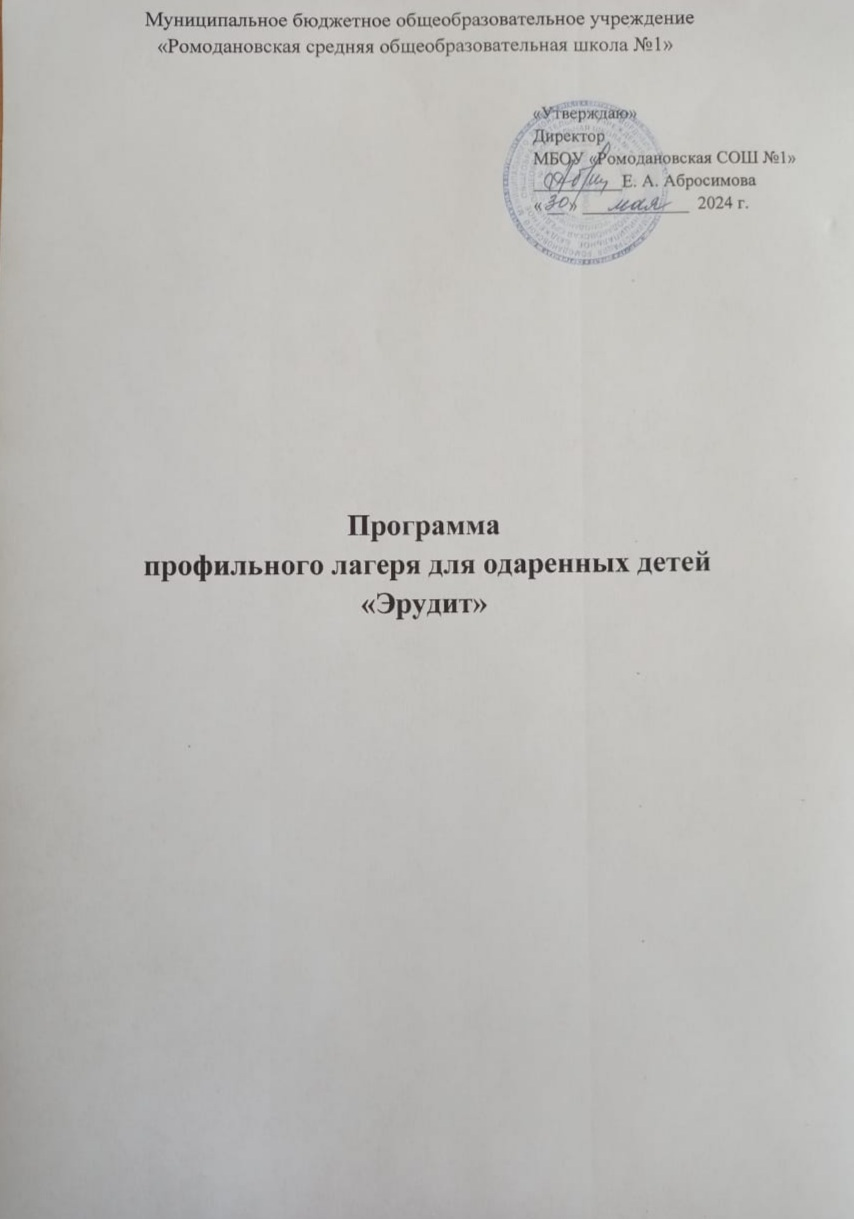 Муниципальное бюджетное общеобразовательное учреждение
«Ромодановская средняя общеобразовательная школа №1»
«Утверждаю»
Директор
МБОУ «Ромодановская СОШ №1»
Е. А. Абросимова
«30» мая 2024 г.
Программа
профильного лагеря для одаренных детей
«Эрудит»